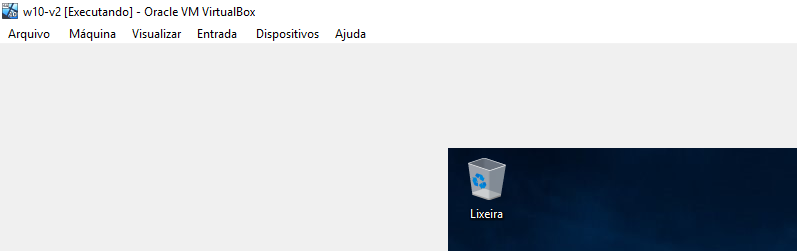 w10-v2 [Executando] - Oracle VM VirtualBox
Arquivo Máquina Visualizar Entrada Dispositivos Ajuda
Lixeira